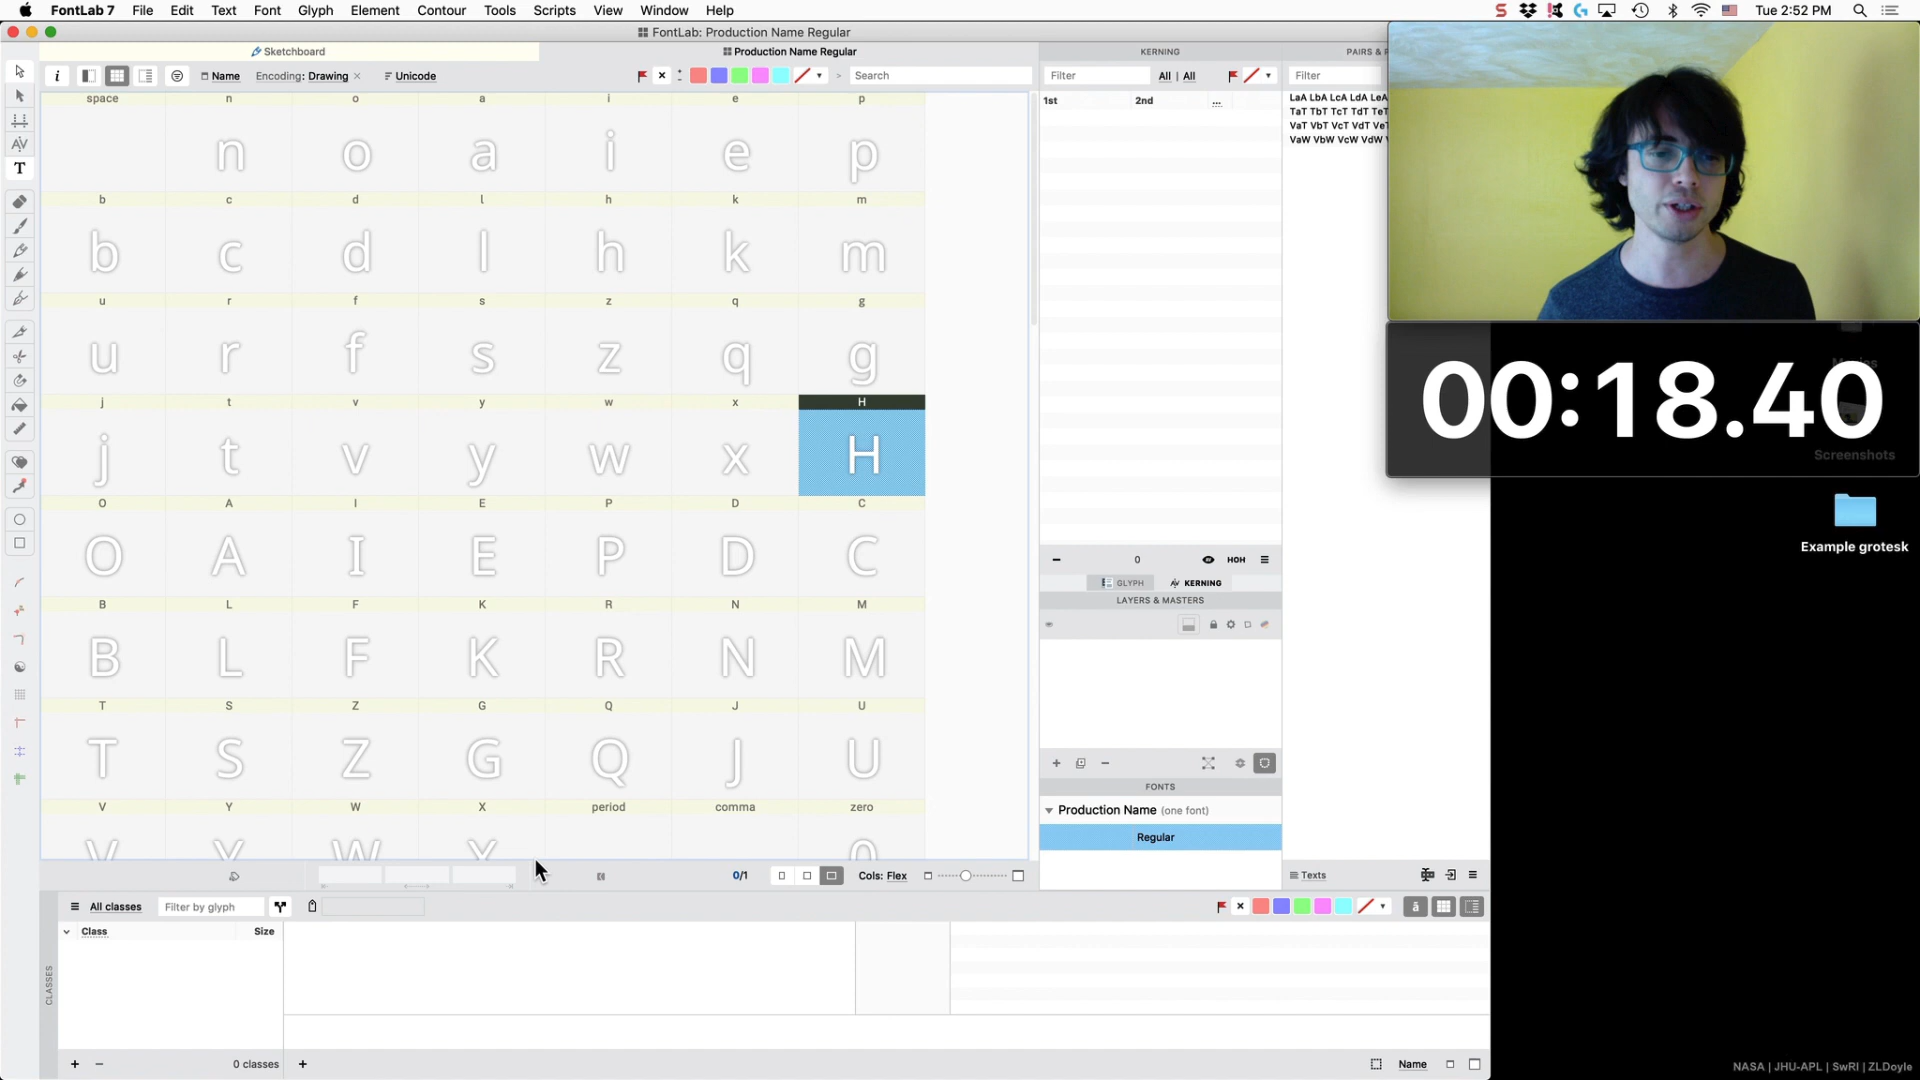 FontLab 7 File Edit Text Font Glyph Element Contour Tools Scripts View Window Help Tue 2:52 PM
FontLab: Production Name Regular
Sketchboard Production Name Regular KERNING PAIRS & P
i Name Encoding: Drawing × Unicode Search Filter All | All Filter
1st 2nd ...
LaA LbA LcA LdA LeA
TaT TbT TcT TdT TeT
VaT VbT VcT VdT VeT
VaW VbW VcW VdW
space n o a i e p
n o a i e p
b c d l h k m
b c d l h k m
u r f s z q g
u r f s z q g
j t v y w x H
j t v y w x H
O A I E P D C
O A I E P D C
B L F K R N M
B L F K R N M
T S Z G Q J U
T S Z G Q J U
V Y W X period comma zero
V Y W X 0
0/1 Cols: Flex
0 HOH
GLYPH KERNING
LAYERS & MASTERS
FONTS
Production Name (one font)
Regular
Texts
All classes Filter by glyph
Class Size
CLASSES
0 classes
Name
00:18.40
Screenshots
Example grotesk
NASA | JHU-APL | SwRI | ZLDoyle